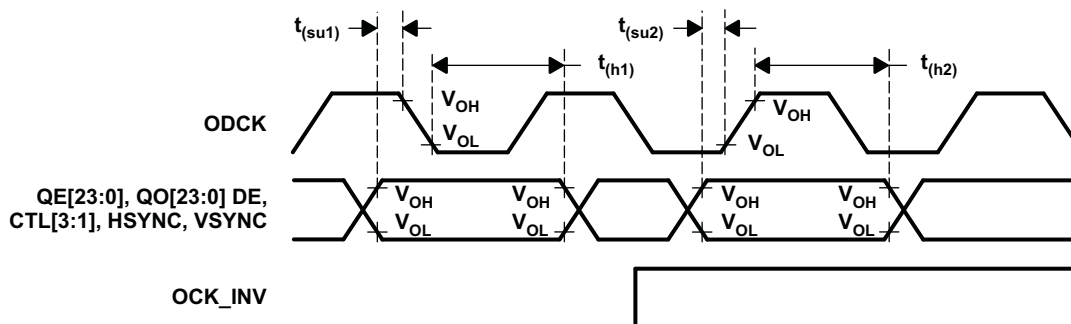 t(su1)
t(su2)
t(h1)
t(h2)
ODCK
VOH
VOL
VOH
VOL
QE[23:0], QO[23:0] DE,
CTL[3:1], HSYNC, VSYNC
VOH
VOH
VOH
VOH
VOL
VOL
VOL
VOL
OCK_INV